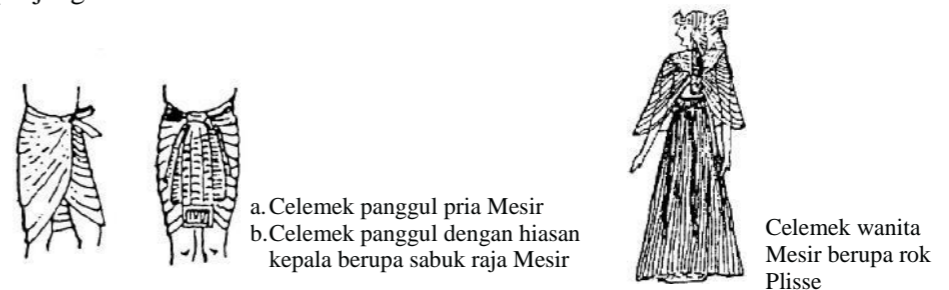 a. Celemek panggul pria Mesir
b. Celemek panggul dengan hiasan
kepala berupa sabuk raja Mesir
Celemek wanita
Mesir berupa rok
Plisse